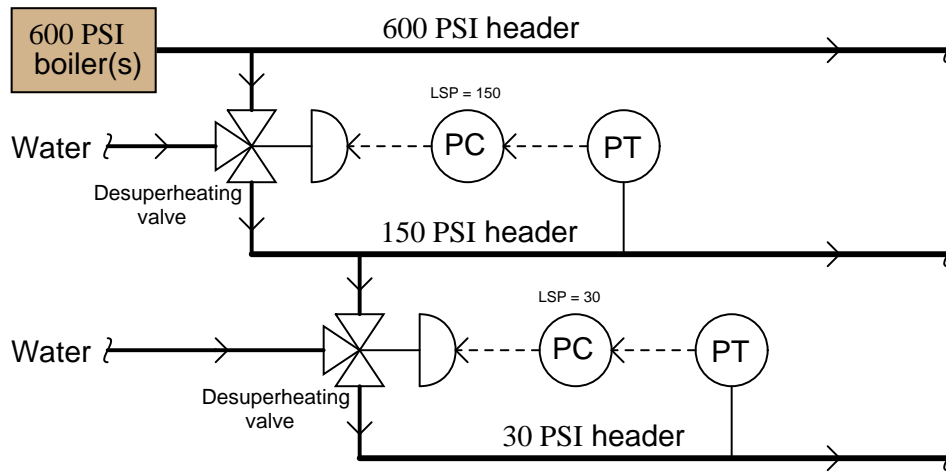 600 PSI
boiler(s)
600 PSI header
LSP = 150
Water
PC
PT
Desuperheating
valve
150 PSI header
LSP = 30
Water
PC
PT
Desuperheating
valve
30 PSI header